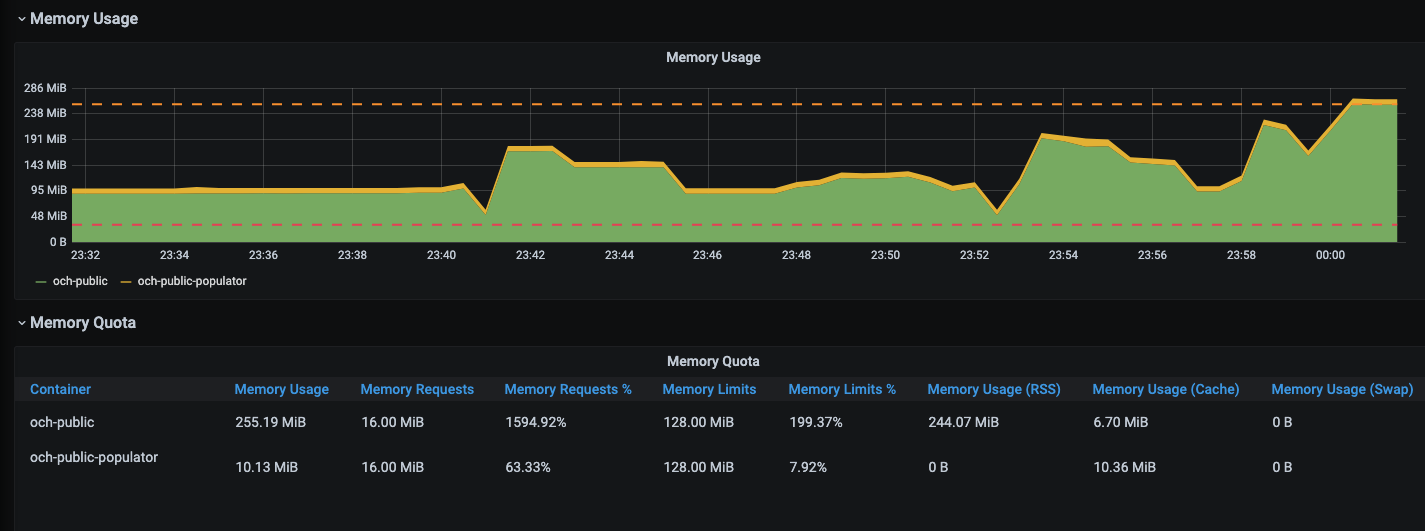 Memory Usage
Memory Usage
286 MiB
238 MiB
191 MiB
143 MiB
95 MiB
48 MiB
0 B
23:32 23:34 23:36 23:38 23:40 23:42 23:44 23:46 23:48 23:50 23:52 23:54 23:56 23:58 00:00
och-public och-public-populator
Memory Quota
Memory Quota
Container Memory Usage Memory Requests Memory Requests % Memory Limits Memory Limits % Memory Usage (RSS) Memory Usage (Cache) Memory Usage (Swap)
och-public 255.19 MiB 16.00 MiB 1594.92% 128.00 MiB 199.37% 244.07 MiB 6.70 MiB 0 B
och-public-populator 10.13 MiB 16.00 MiB 63.33% 128.00 MiB 7.92% 0 B 10.36 MiB 0 B